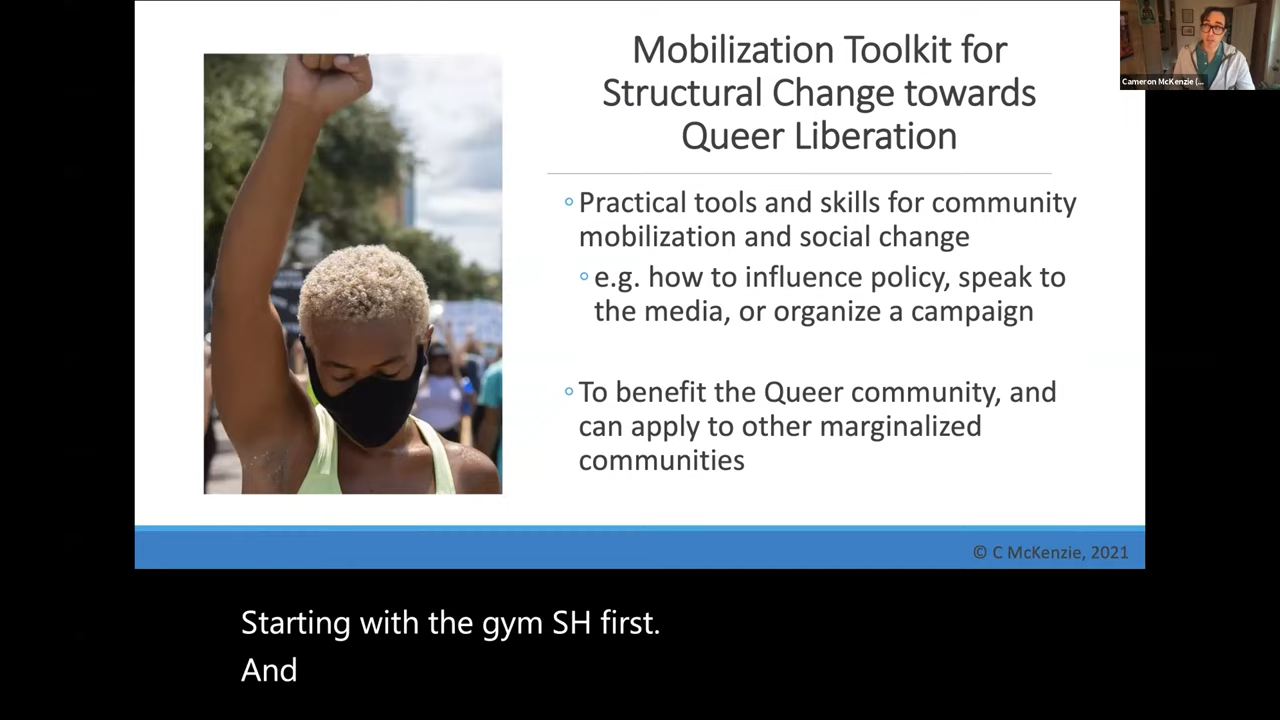 Mobilization Toolkit for
Structural Change towards
Queer Liberation
Cameron McKenzie (...
◦Practical tools and skills for community
mobilization and social change
◦e.g. how to influence policy, speak to
the media, or organize a campaign
◦To benefit the Queer community, and
can apply to other marginalized
communities
© C McKenzie, 2021
Starting with the gym SH first.
And